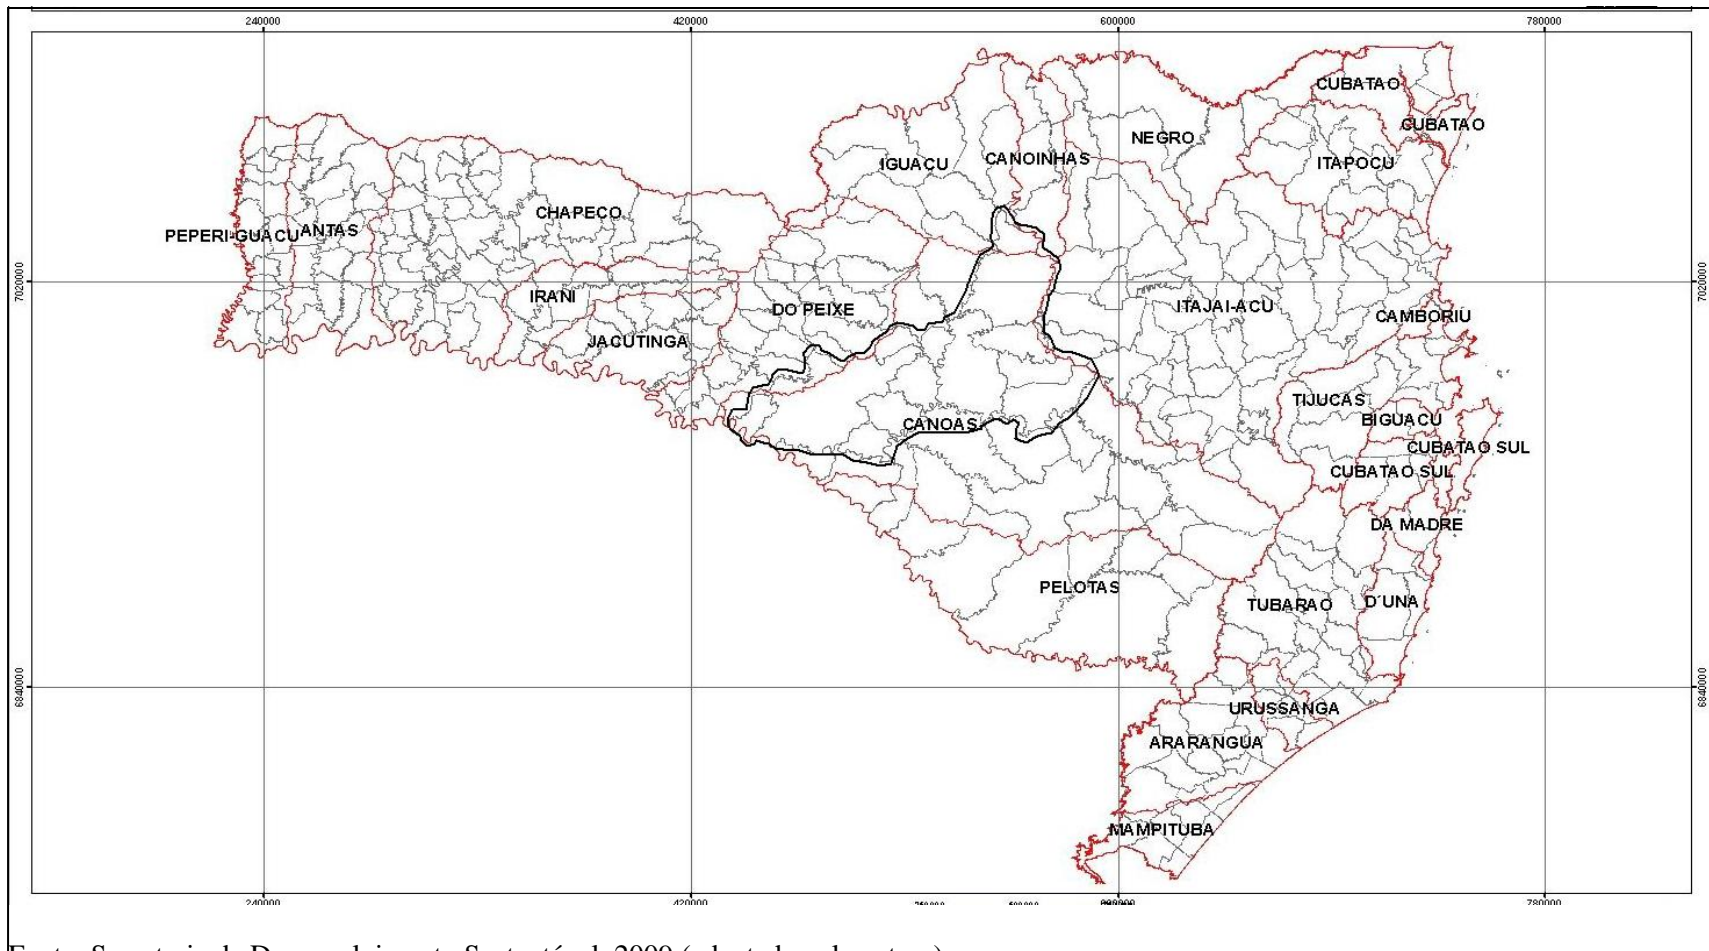 240000 420000 600000 780000
CUBATAO
CUBATAO
NEGRO
IGUACU CANOINHAS ITAPOCU
CHAPECO
PEPERI-GUACU ANTAS
7020000 7020000
IRANI DO PEIXE ITAJAI-ACU
CAMBORIU
JACUTINGA
TIJUCAS
CANOAS BIGUACU
CUBATAO SUL
CUBATAO SUL
DA MADRE
PELOTAS
TUBARAO D'UNA
6840000 6840000
URUSSANGA
ARARANGUA
MAMPITUBA
240000 420000 780000